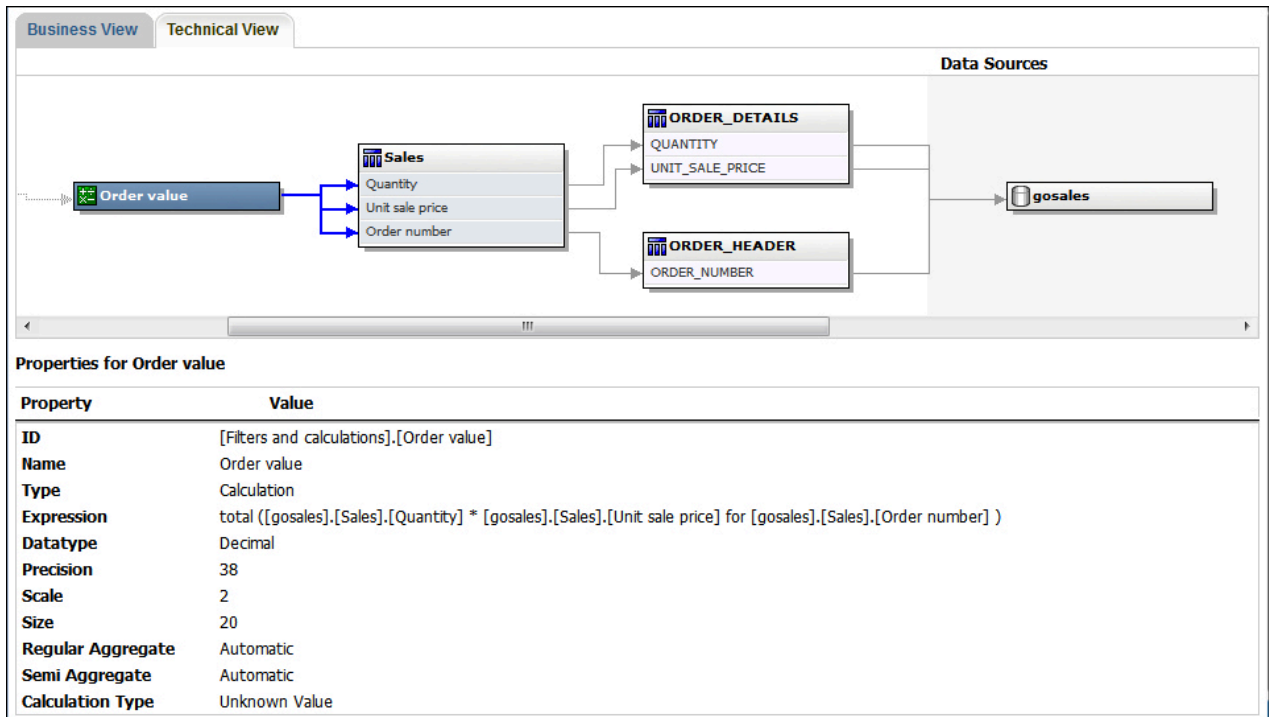 Business View
Technical View
Data Sources
Order value
Sales
Quantity
Unit sale price
Order number
ORDER_DETAILS
QUANTITY
UNIT_SALE_PRICE
ORDER_HEADER
ORDER_NUMBER
gosales
Properties for Order value
Property Value
ID [Filters and calculations].[Order value]
Name Order value
Type Calculation
Expression total ([gosales].[Sales].[Quantity] * [gosales].[Sales].[Unit sale price] for [gosales].[Sales].[Order number] )
Datatype Decimal
Precision 38
Scale 2
Size 20
Regular Aggregate Automatic
Semi Aggregate Automatic
Calculation Type Unknown Value